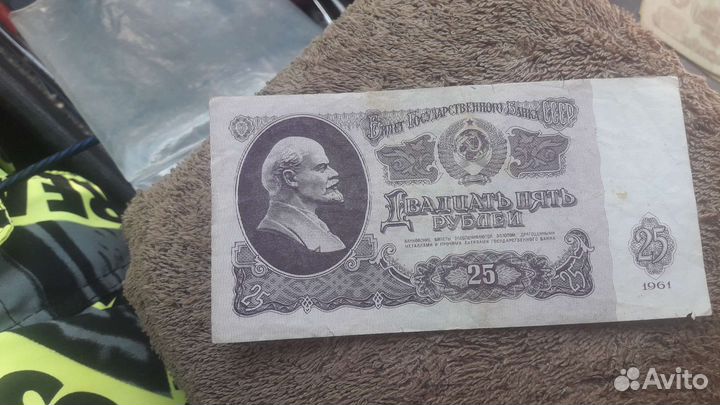 Билет Государственного Банка СССР
Двадцать пять
рублей
банковские билеты обеспечиваются золотом, драгоценными
металлами и прочими активами государственного банка
25
25
1961
Avito